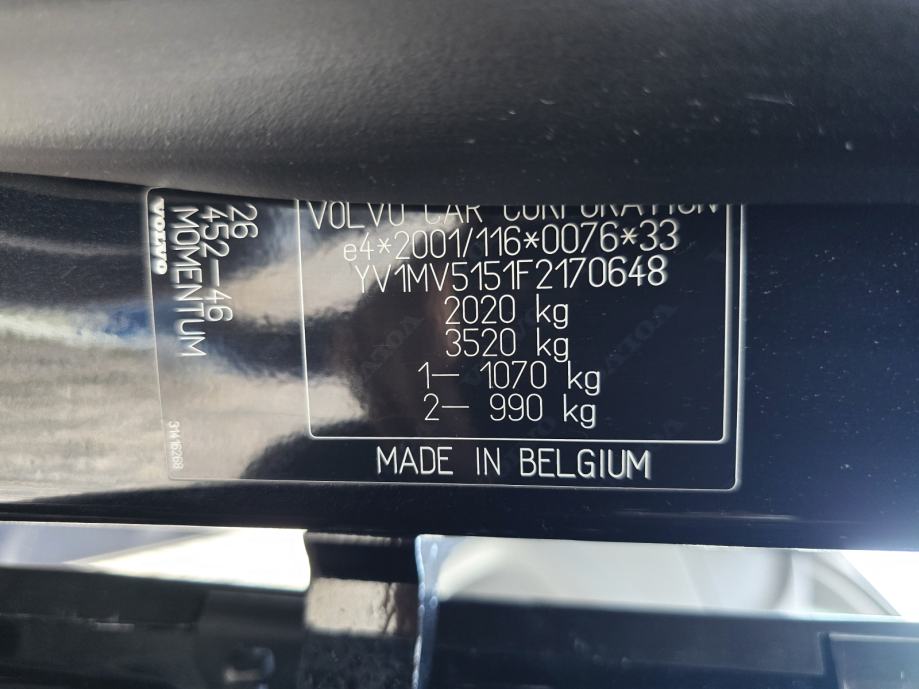 VOLVO CAR CORPORATION
e4*2001/116*0076*33
YV1MV5151F2170648
2020 kg
3520 kg
1— 1070 kg
2— 990 kg
MADE IN BELGIUM
26
452—46
MOMENTUM
VOLVO
31416268